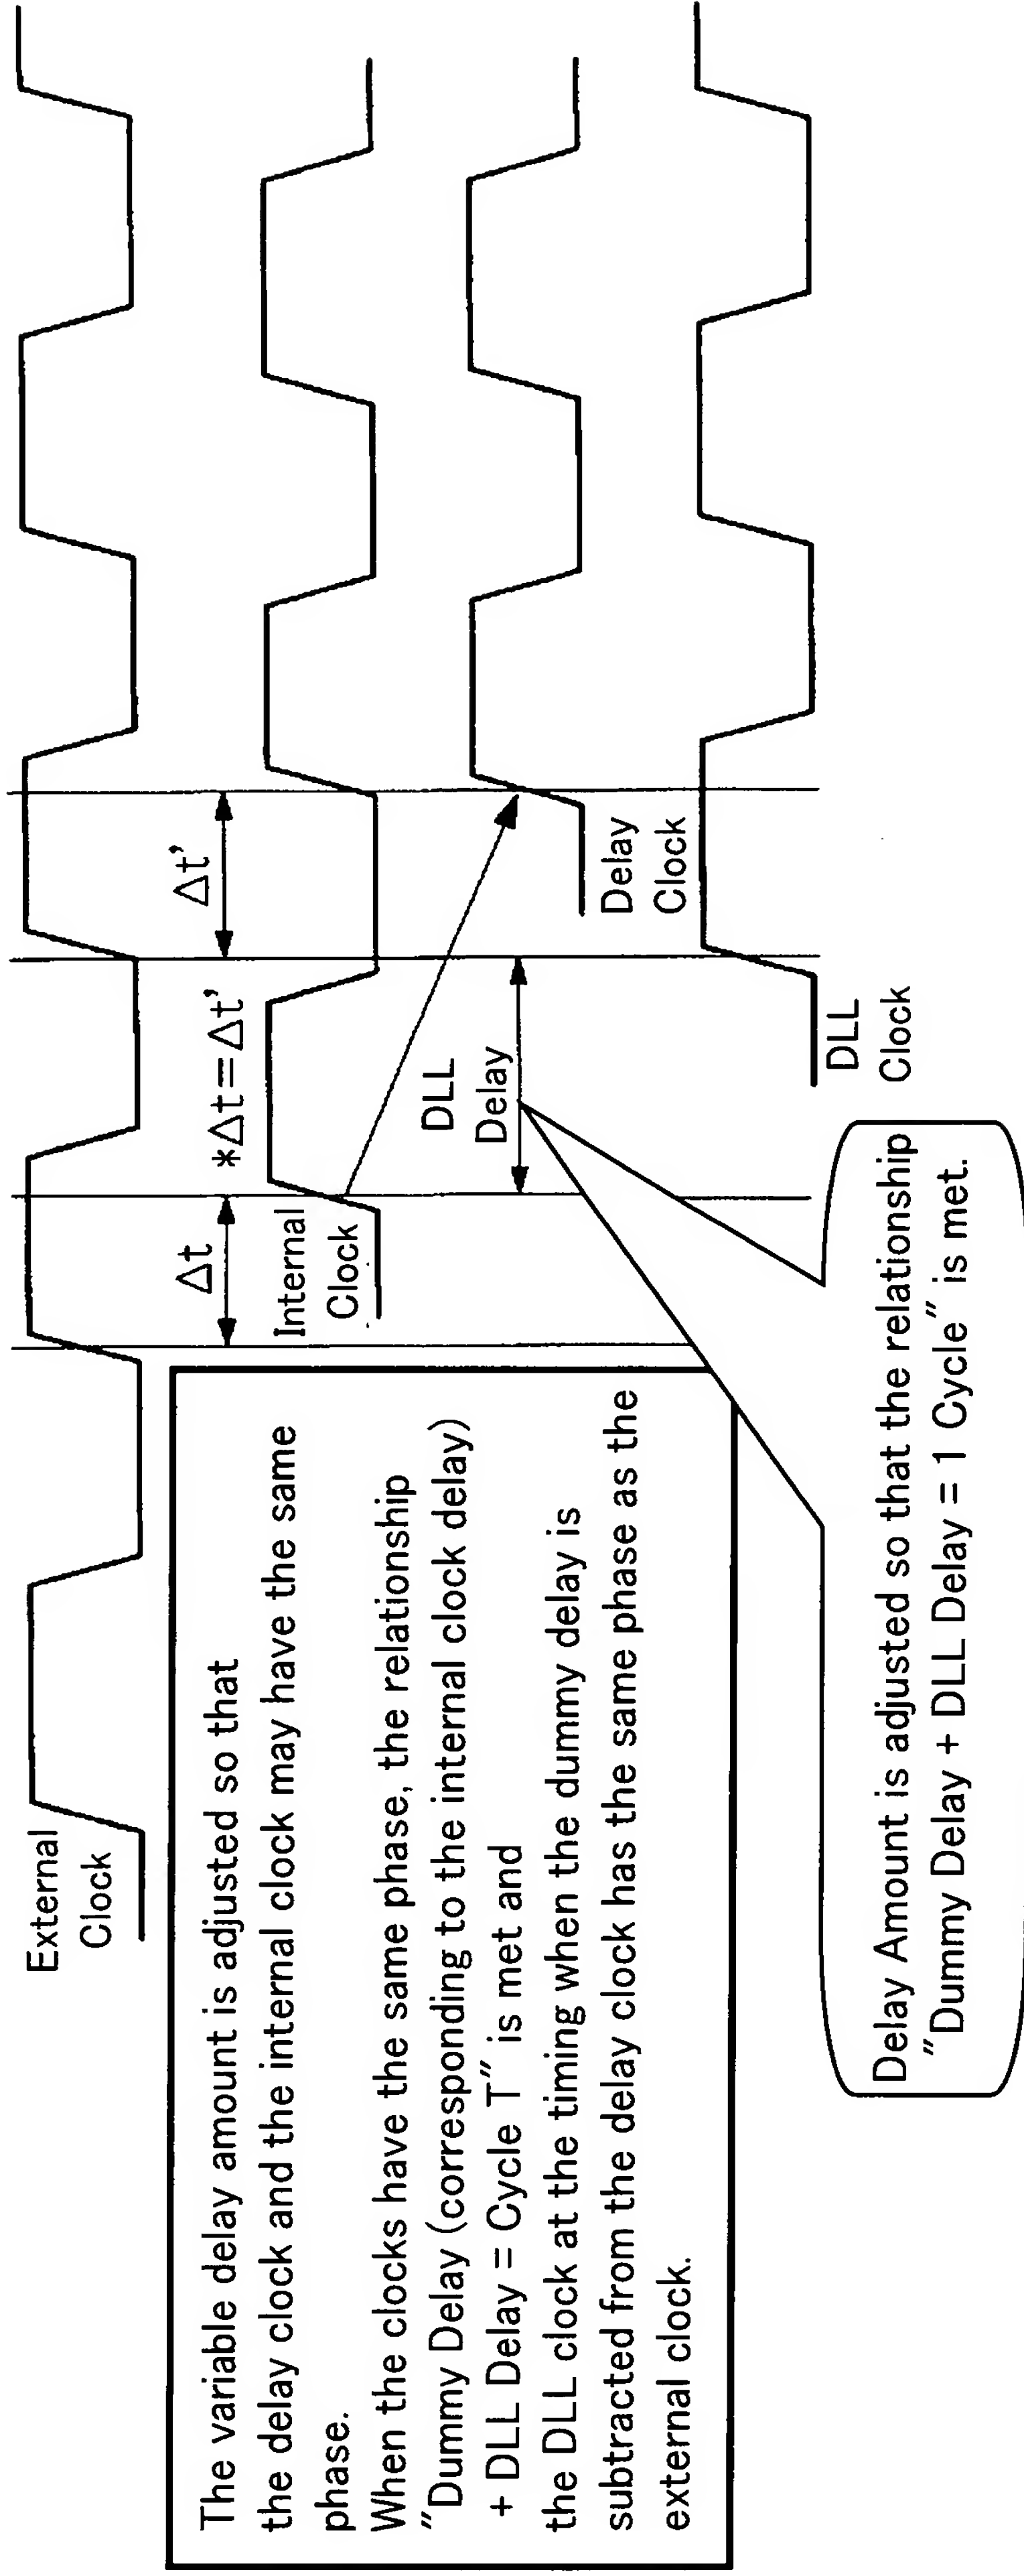 External
Clock
Δt
*Δt=Δt'
Δt'
Internal
Clock
DLL
Delay
Delay
Clock
DLL
Clock
The variable delay amount is adjusted so that
the delay clock and the internal clock may have the same
phase.
When the clocks have the same phase, the relationship
"Dummy Delay (corresponding to the internal clock delay)
+ DLL Delay = Cycle T" is met and
the DLL clock at the timing when the dummy delay is
subtracted from the delay clock has the same phase as the
external clock.
Delay Amount is adjusted so that the relationship
"Dummy Delay + DLL Delay = 1 Cycle" is met.